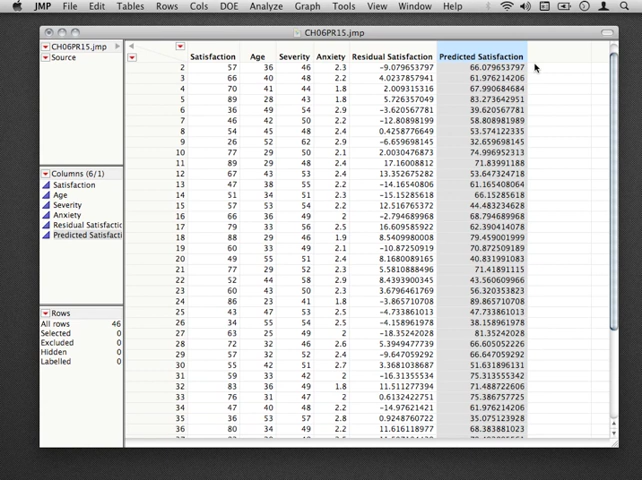 JMP File Edit Tables Rows Cols DOE Analyze Graph Tools View Window Help
CH06PR15.jmp
CH06PR15.jmp
Source
Satisfaction Age Severity Anxiety Residual Satisfaction Predicted Satisfaction
2 57 36 46 2.3 -9.079653797 66.079653797
3 66 40 48 2.2 4.0237857941 61.976214206
4 70 41 44 1.8 2.009315316 67.990684684
5 89 28 43 1.8 5.726357049 83.273642951
6 36 49 54 2.9 -3.620567781 39.620567781
7 46 42 50 2.2 -12.80898199 58.808981989
8 54 45 48 2.4 0.4258776649 53.574122335
9 26 52 62 2.9 -6.659698145 32.659698145
10 77 29 50 2.1 2.0030476873 74.996952313
11 89 29 48 2.4 17.16008812 71.83991188
12 67 43 53 2.4 13.352675282 53.647324718
13 47 38 55 2.2 -14.16540806 61.165408064
14 51 34 51 2.3 -15.15285618 66.15285618
15 57 53 54 2.2 12.516765372 44.483234628
16 66 36 49 2 -2.794689968 68.794689968
17 79 33 56 2.5 16.609585922 62.390414078
18 88 29 46 1.9 8.5409980008 79.459001999
19 60 33 49 2.1 -10.87250919 70.872509189
20 49 55 51 2.4 8.1680089165 40.831991083
21 77 29 52 2.3 5.5810888496 71.41891115
22 52 44 58 2.9 8.4393900345 43.560609966
23 60 43 50 2.3 3.6796461769 56.320353823
24 86 23 41 1.8 -3.865710708 89.865710708
25 43 47 53 2.5 -4.733861013 47.733861013
26 34 55 54 2.5 -4.158961978 38.158961978
27 63 25 49 2 -18.35242028 81.35242028
28 72 32 46 2.6 5.3949477739 66.605052226
29 57 32 52 2.4 -9.647059292 66.647059292
30 55 42 51 2.7 3.3681038687 51.631896131
31 59 33 42 2 -16.31355534 75.313555342
32 83 36 49 1.8 11.511277394 71.488722606
33 76 31 47 2 0.6132422751 75.386757725
34 47 40 48 2.2 -14.97621421 61.976214206
35 36 53 57 2.8 0.9248760722 35.075123928
36 80 34 49 2.2 11.616118977 68.383881023
Columns (6/1)
Satisfaction
Age
Severity
Anxiety
Residual Satisfactic
Predicted Satisfacti
Rows
All rows 46
Selected 0
Excluded 0
Hidden 0
Labelled 0